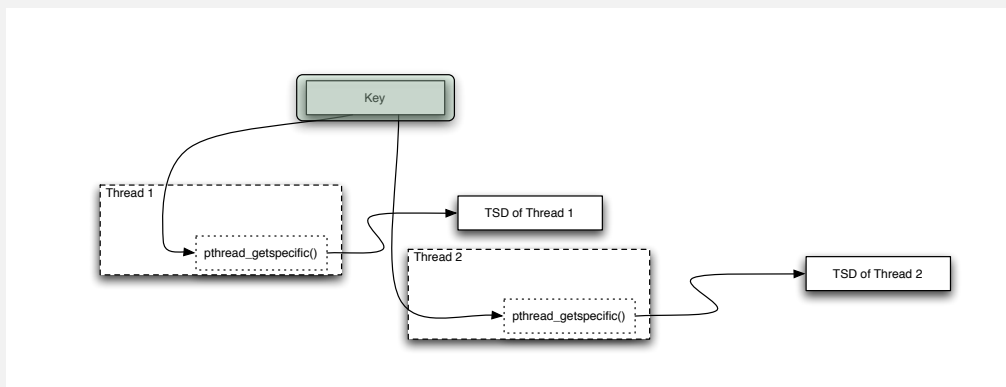 Key
Thread 1
pthread_getspecific()
TSD of Thread 1
Thread 2
pthread_getspecific()
TSD of Thread 2